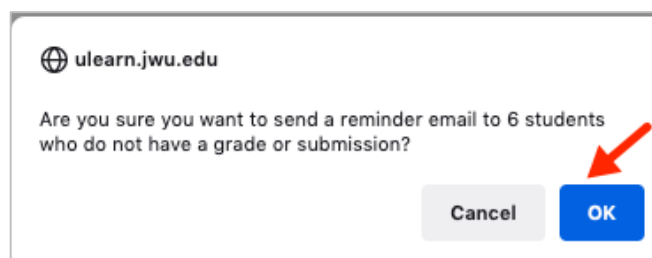 ulearn.jwu.edu
Are you sure you want to send a reminder email to 6 students
who do not have a grade or submission?
Cancel
OK